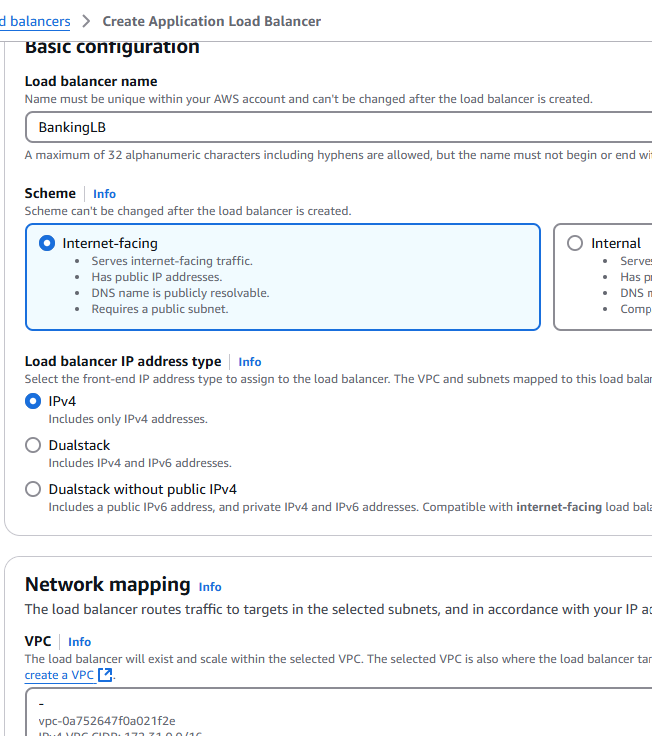 d balancers > Create Application Load Balancer
Basic configuration
Load balancer name
Name must be unique within your AWS account and can't be changed after the load balancer is created.
BankingLB
A maximum of 32 alphanumeric characters including hyphens are allowed, but the name must not begin or end wi
Scheme | Info
Scheme can't be changed after the load balancer is created.
Internet-facing
• Serves internet-facing traffic.
• Has public IP addresses.
• DNS name is publicly resolvable.
• Requires a public subnet.
Internal
• Serve
• Has p
• DNS
• Comp
Load balancer IP address type | Info
Select the front-end IP address type to assign to the load balancer. The VPC and subnets mapped to this load bala
IPv4
Includes only IPv4 addresses.
Dualstack
Includes IPv4 and IPv6 addresses.
Dualstack without public IPv4
Includes a public IPv6 address, and private IPv4 and IPv6 addresses. Compatible with internet-facing load bala
Network mapping Info
The load balancer routes traffic to targets in the selected subnets, and in accordance with your IP a
VPC | Info
The load balancer will exist and scale within the selected VPC. The selected VPC is also where the load balancer ta
create a VPC .
-
vpc-0a752647f0a021f2e
IPv4 VPC CIDR: 172.31.0.0/16